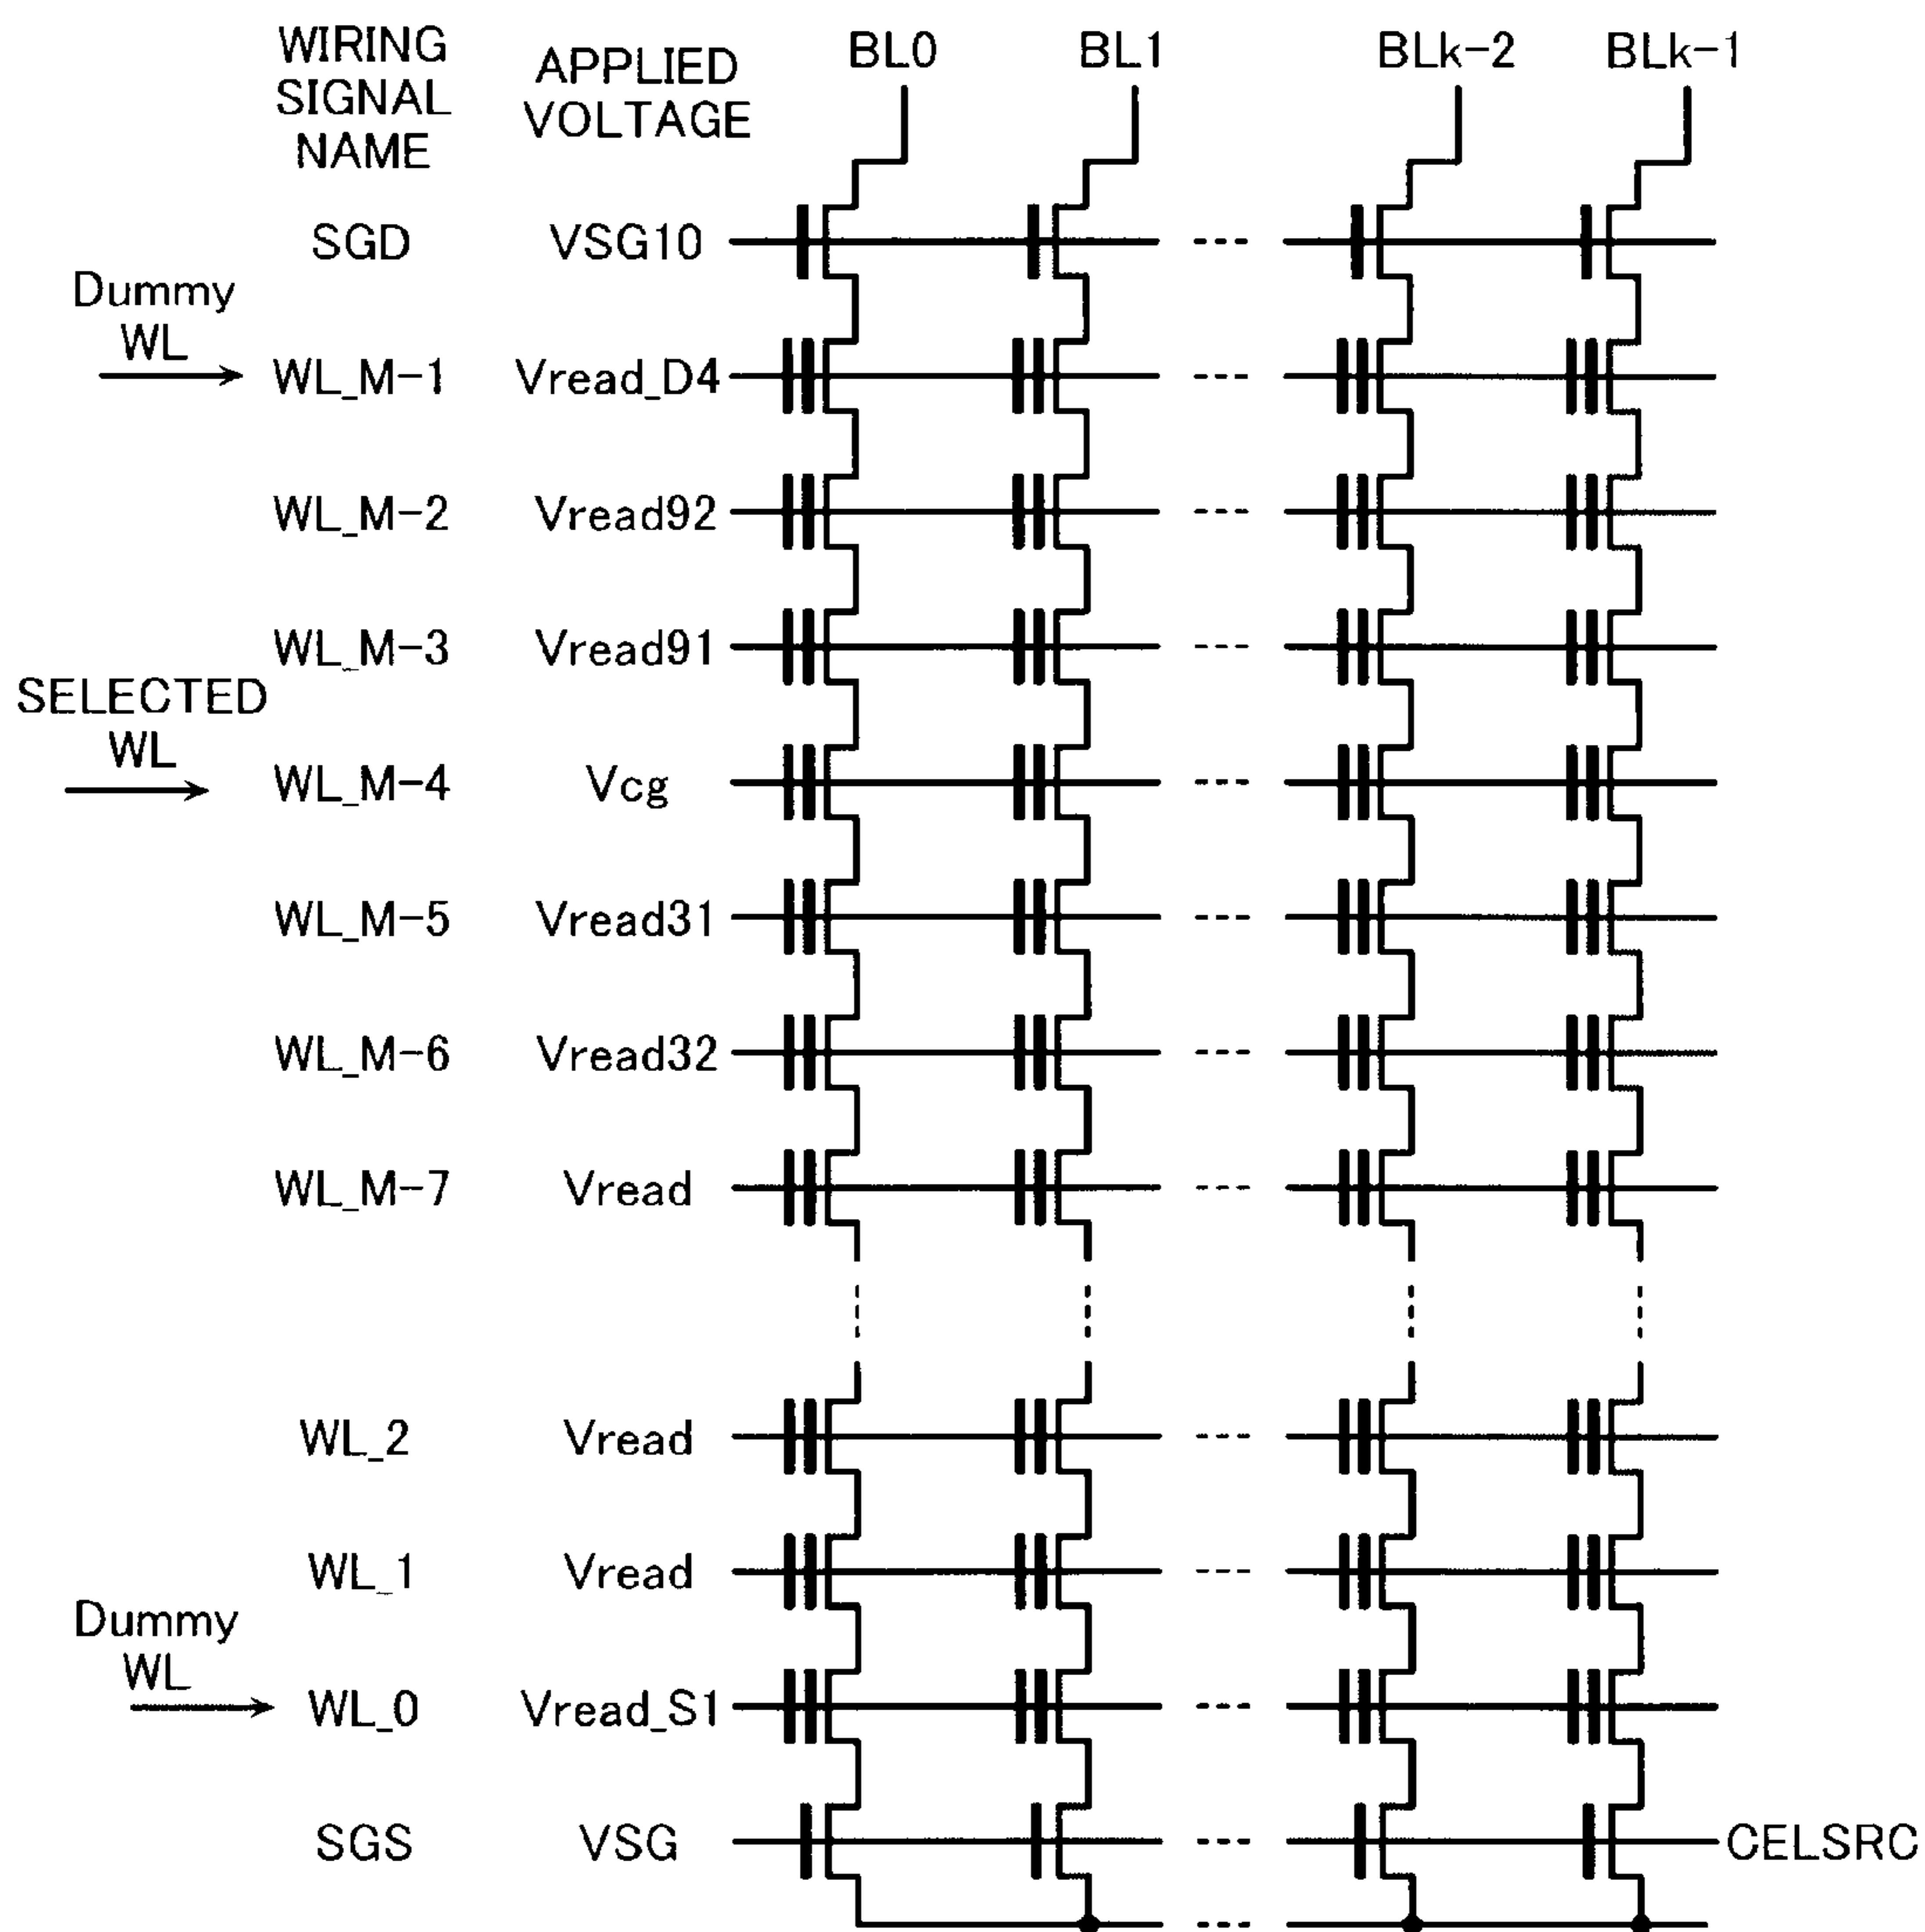 WIRING
SIGNAL
NAME
APPLIED
VOLTAGE
BL0 BL1 BLk-2 BLk-1
SGD VSG10
Dummy
WL
WL_M-1 Vread_D4
WL_M-2 Vread92
WL_M-3 Vread91
SELECTED
WL
WL_M-4 Vcg
WL_M-5 Vread31
WL_M-6 Vread32
WL_M-7 Vread
WL_2 Vread
WL_1 Vread
Dummy
WL
WL_0 Vread_S1
SGS VSG CELSRC